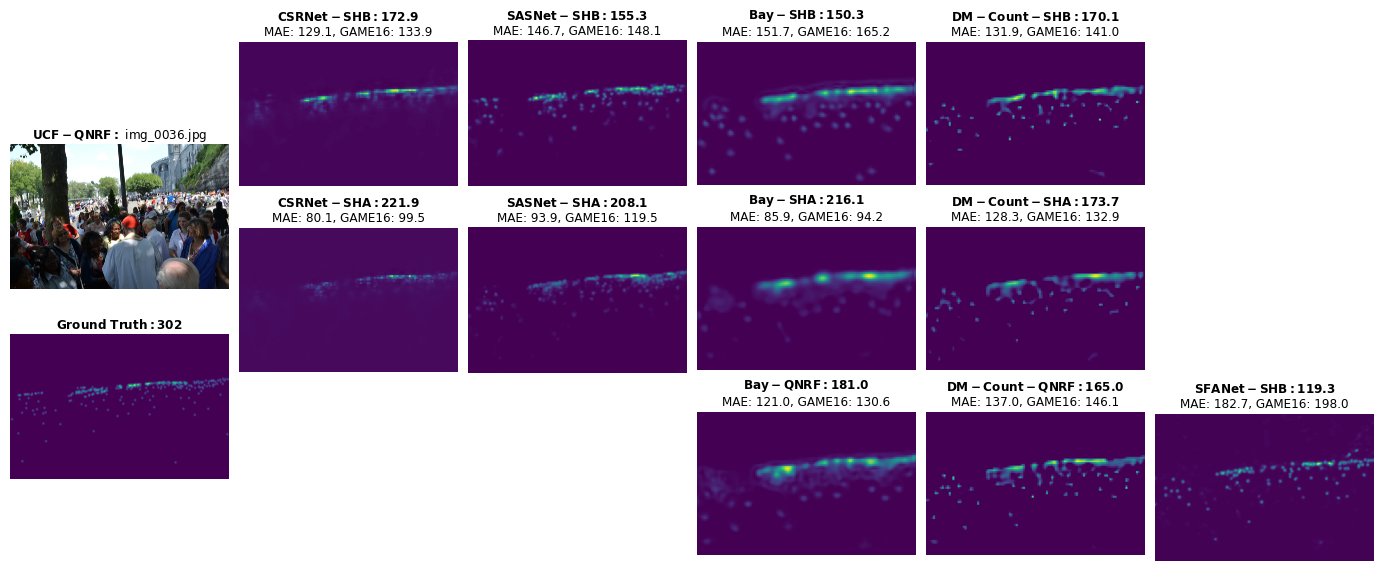 CSRNet − SHB : 172.9
MAE: 129.1, GAME16: 133.9
SASNet − SHB : 155.3
MAE: 146.7, GAME16: 148.1
Bay − SHB : 150.3
MAE: 151.7, GAME16: 165.2
DM − Count − SHB : 170.1
MAE: 131.9, GAME16: 141.0
UCF − QNRF : img_0036.jpg
CSRNet − SHA : 221.9
MAE: 80.1, GAME16: 99.5
SASNet − SHA : 208.1
MAE: 93.9, GAME16: 119.5
Bay − SHA : 216.1
MAE: 85.9, GAME16: 94.2
DM − Count − SHA : 173.7
MAE: 128.3, GAME16: 132.9
Ground Truth : 302
Bay − QNRF : 181.0
MAE: 121.0, GAME16: 130.6
DM − Count − QNRF : 165.0
MAE: 137.0, GAME16: 146.1
SFANet − SHB : 119.3
MAE: 182.7, GAME16: 198.0